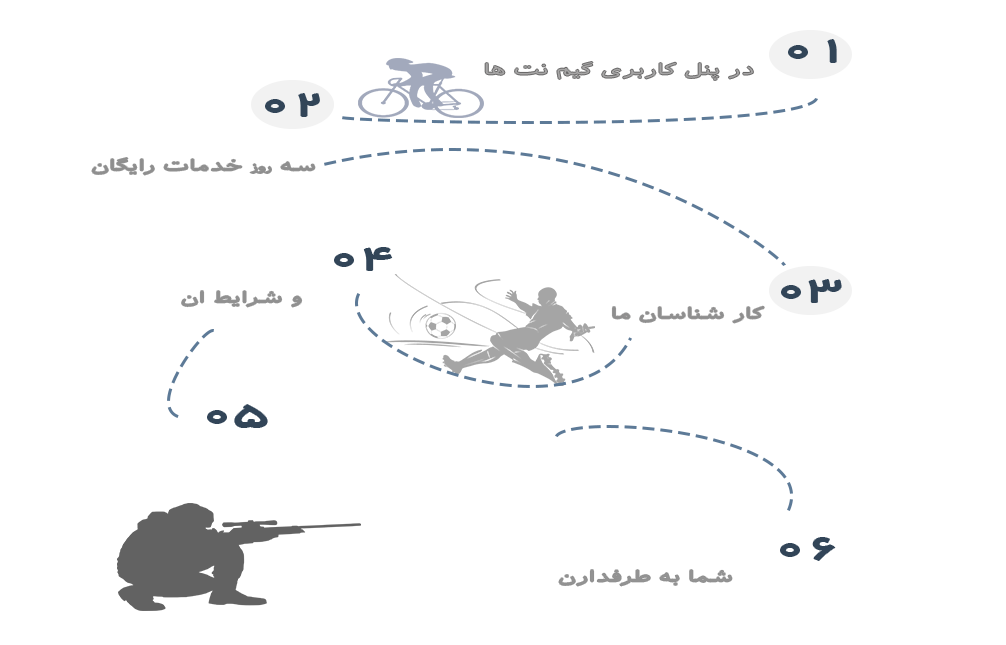 ۰۱
در پنل کاربری گیم نت ها
۰۲
سه روز خدمات رایگان
۰۳
کار شناسان ما
۰۴
و شرایط ان
۰۵
۰۶
شما به طرفدارن